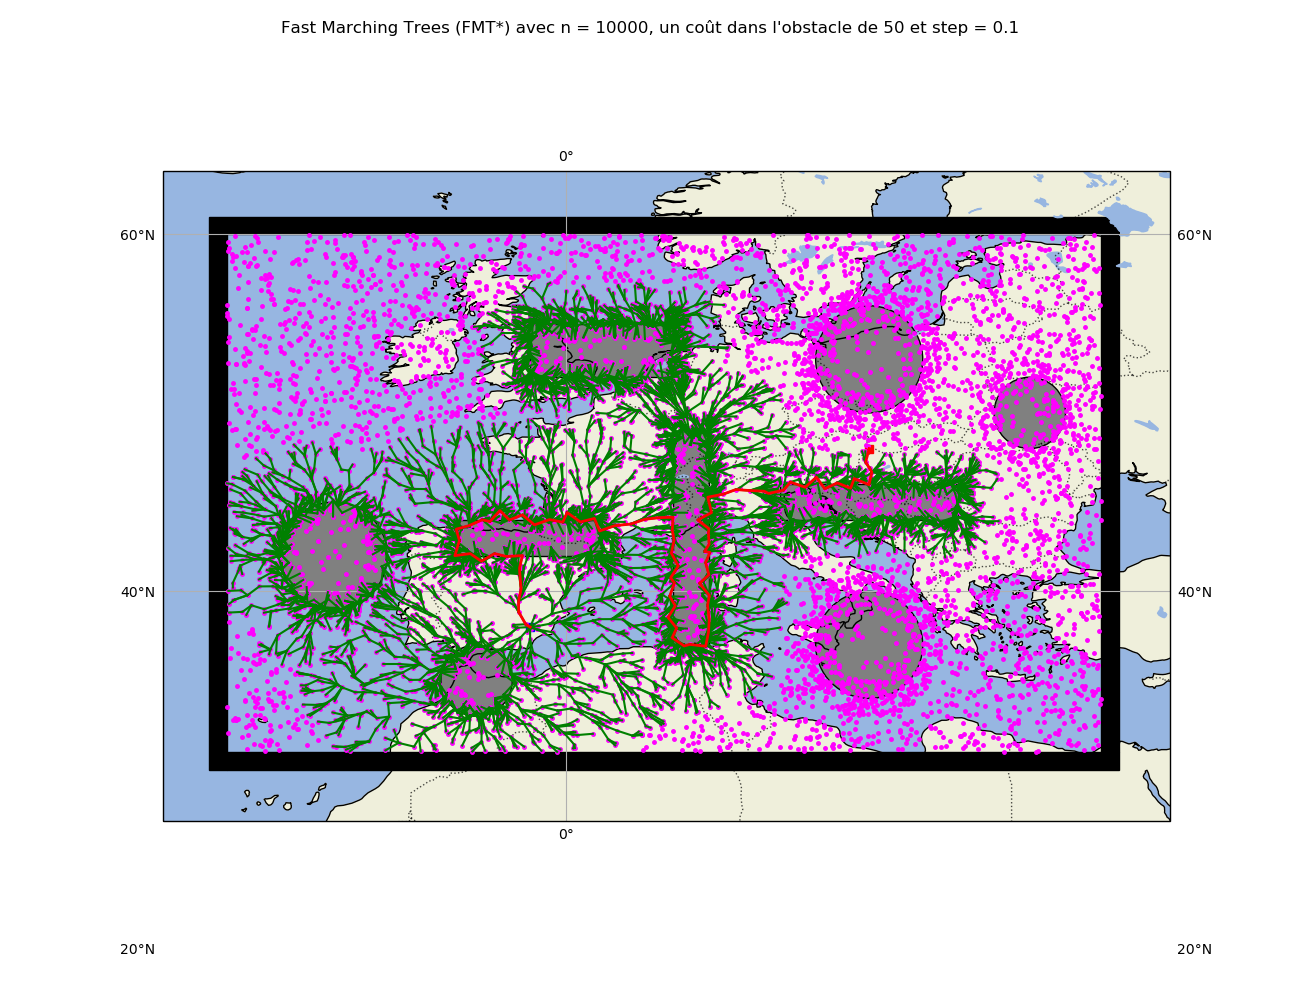 Fast Marching Trees (FMT*) avec n = 10000, un coût dans l'obstacle de 50 et step = 0.1
0°
60°N 60°N
40°N 40°N
0°
20°N 20°N